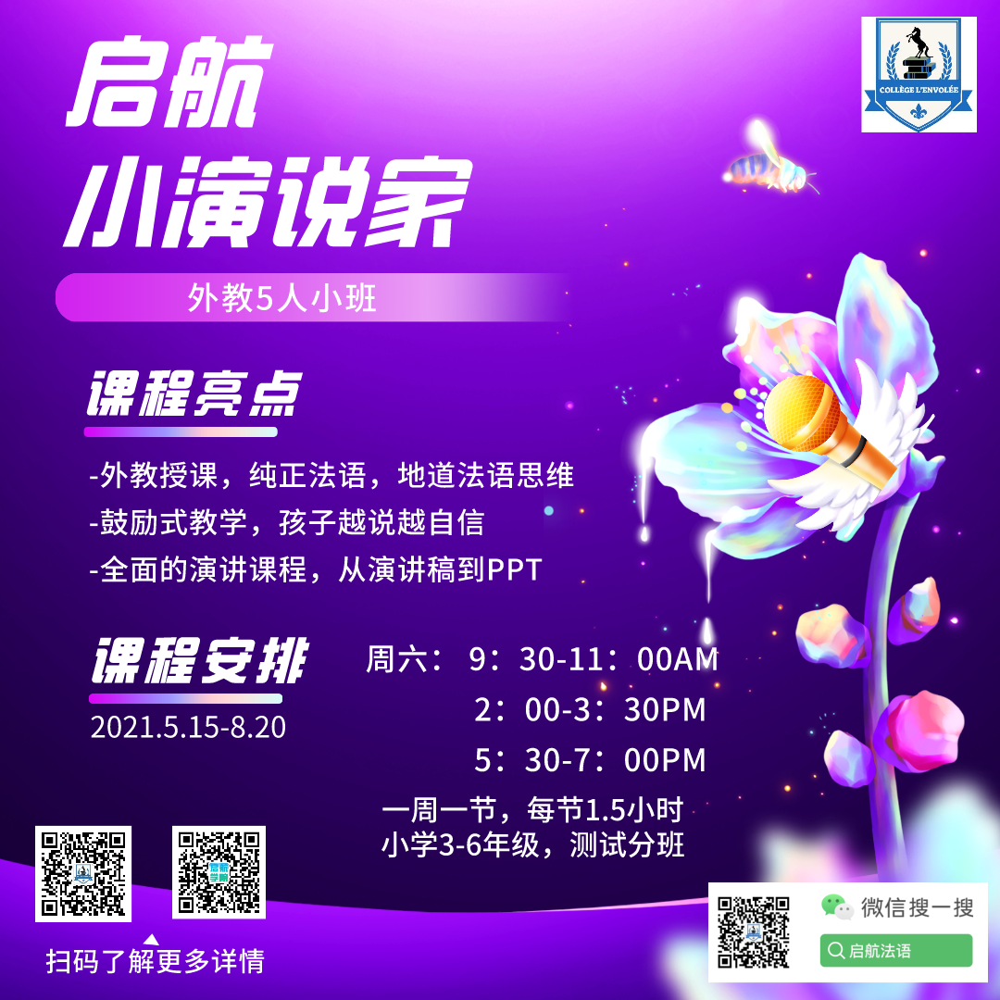 启航
小演说家
COLLÈGE L'ENVOLÉE
外教5人小班
课程亮点
-外教授课，纯正法语，地道法语思维
-鼓励式教学，孩子越说越自信
-全面的演讲课程，从演讲稿到PPT
课程安排
2021.5.15-8.20
周六： 9：30-11：00AM
2：00-3：30PM
5：30-7：00PM
一周一节，每节1.5小时
小学3-6年级，测试分班
启航
学院
扫码了解更多详情
微信搜一搜
启航法语